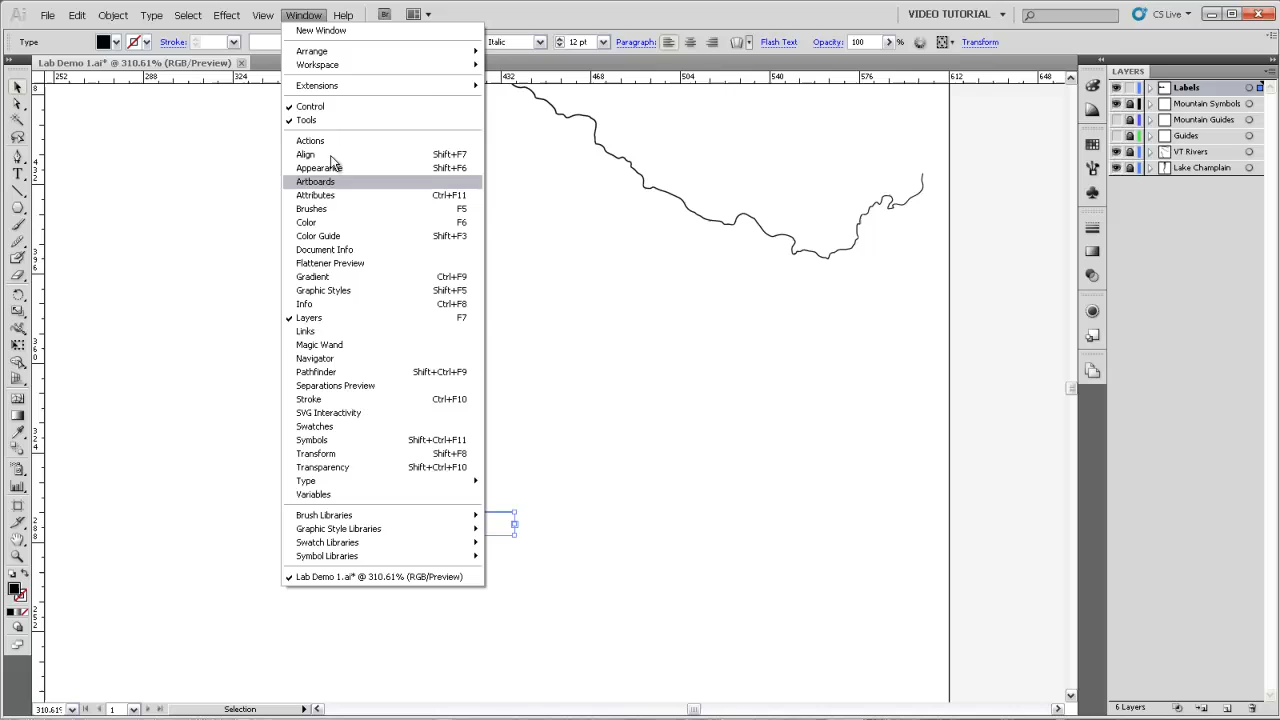 Ai File Edit Object Type Select Effect View Window Help Br VIDEO TUTORIAL CS Live
Type Stroke: Italic 12 pt Paragraph: Flash Text Opacity: 100 % Transform
Lab Demo 1.ai* @ 310.61% (RGB/Preview)
252 288 324 432 468 504 540 576 612 648
New Window
Arrange
Workspace
Extensions
Control
Tools
Actions
Align Shift+F7
Appearance Shift+F6
Artboards
Attributes Ctrl+F11
Brushes F5
Color F6
Color Guide Shift+F3
Document Info
Flattener Preview
Gradient Ctrl+F9
Graphic Styles Shift+F5
Info Ctrl+F8
Layers F7
Links
Magic Wand
Navigator
Pathfinder Shift+Ctrl+F9
Separations Preview
Stroke Ctrl+F10
SVG Interactivity
Swatches
Symbols Shift+Ctrl+F11
Transform Shift+F8
Transparency Shift+Ctrl+F10
Type
Variables
Brush Libraries
Graphic Style Libraries
Swatch Libraries
Symbol Libraries
Lab Demo 1.ai* @ 310.61% (RGB/Preview)
LAYERS
Labels
Mountain Symbols
Mountain Guides
Guides
VT Rivers
Lake Champlain
310.61% 1 Selection
6 Layers